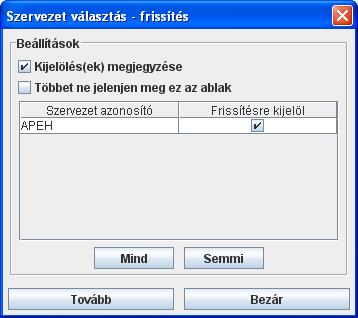 Szervezet választás - frissítés
Beállítások
Kijelölés(ek) megjegyzése
Többet ne jelenjen meg ez az ablak
Szervezet azonosító Frissítésre kijelöl
APEH
Mind Semmi
Tovább Bezár